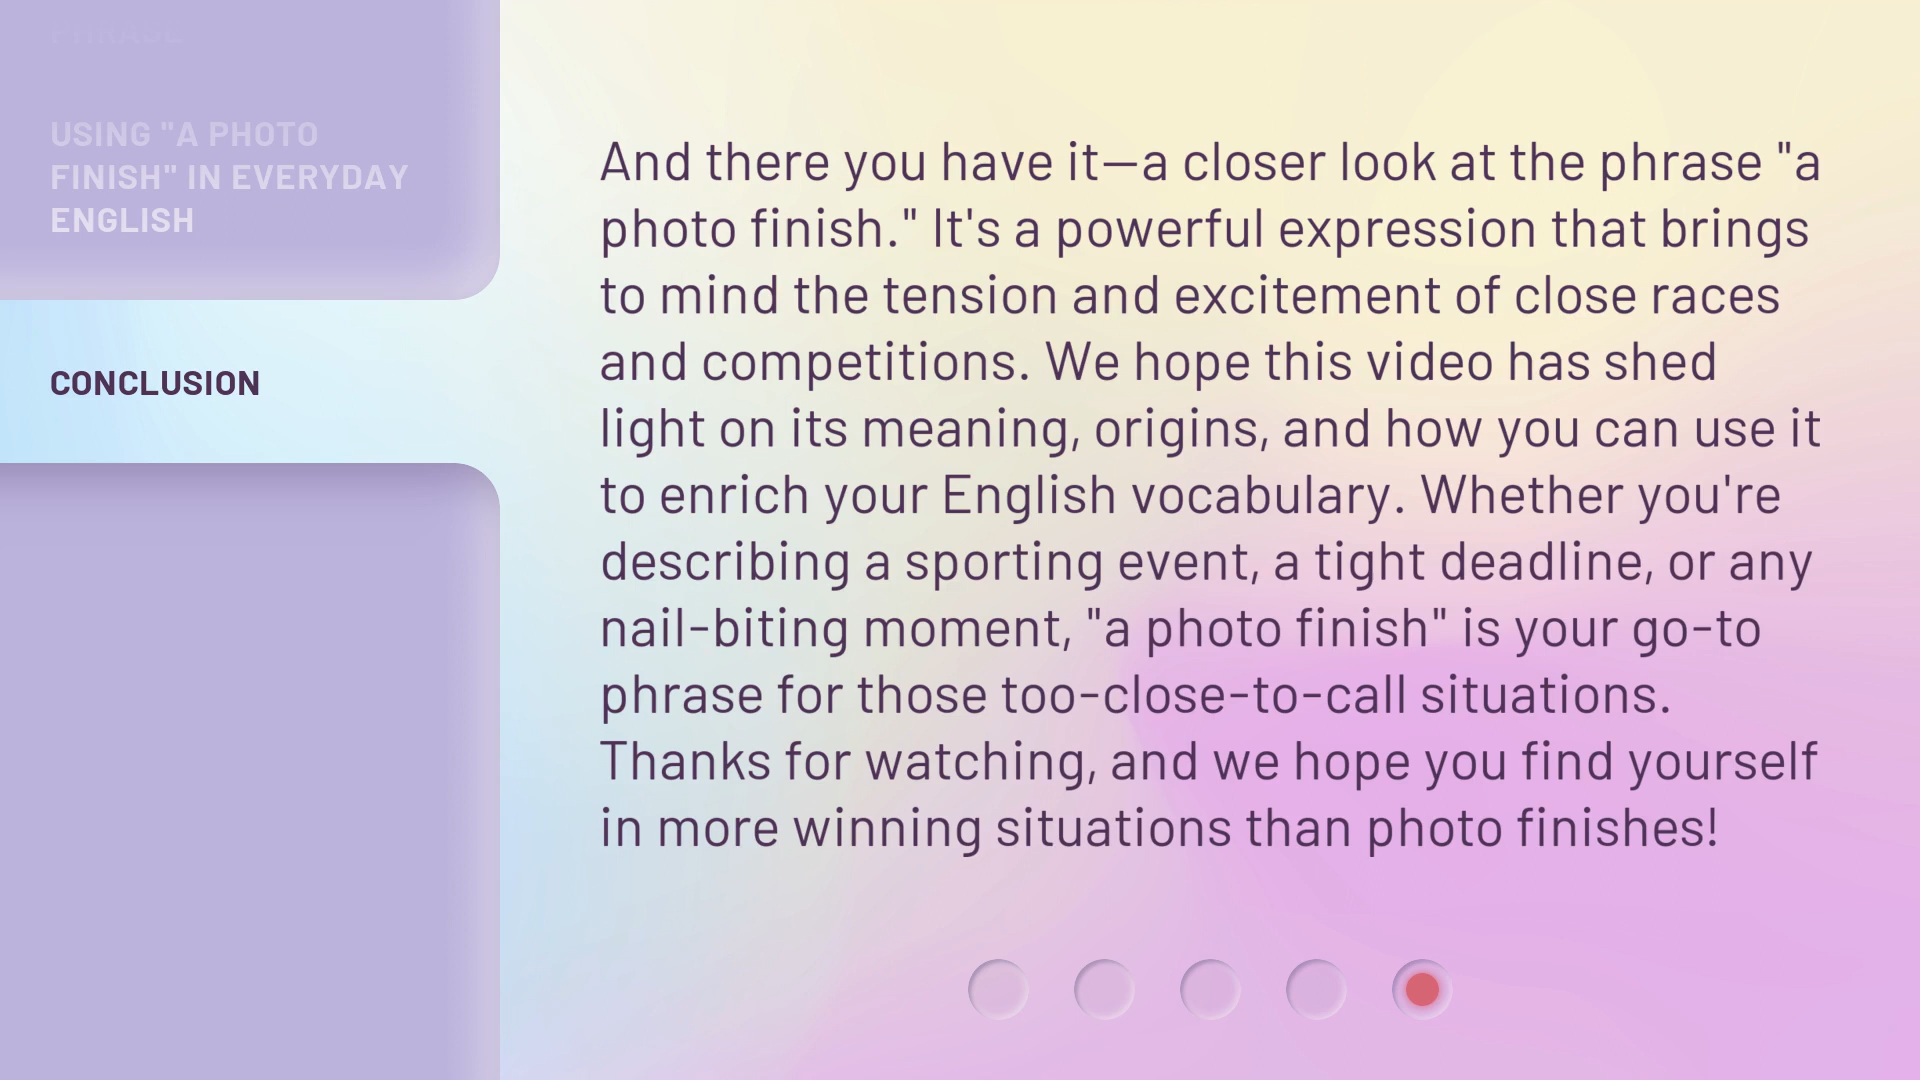 PHRASE
USING "A PHOTO
FINISH" IN EVERYDAY
ENGLISH
CONCLUSION
And there you have it—a closer look at the phrase "a
photo finish." It's a powerful expression that brings
to mind the tension and excitement of close races
and competitions. We hope this video has shed
light on its meaning, origins, and how you can use it
to enrich your English vocabulary. Whether you're
describing a sporting event, a tight deadline, or any
nail-biting moment, "a photo finish" is your go-to
phrase for those too-close-to-call situations.
Thanks for watching, and we hope you find yourself
in more winning situations than photo finishes!